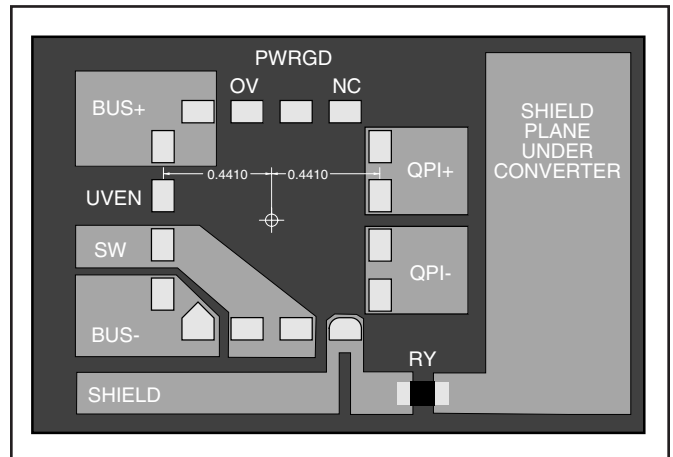 PWRGD
OV
NC
BUS+
SHIELD
PLANE
UNDER
CONVERTER
0.4410
0.4410
QPI+
UVEN
SW
QPI-
BUS-
RY
SHIELD